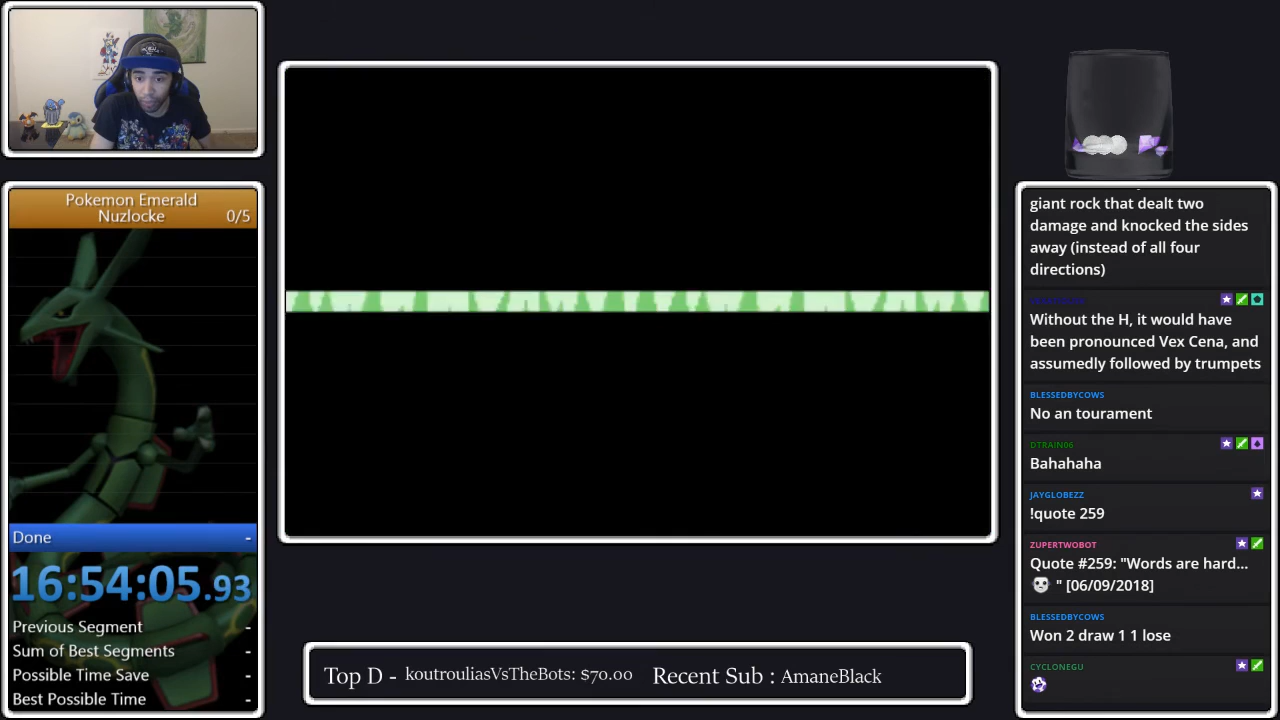 Pokemon Emerald
Nuzlocke 0/5
Done -
16:54:05.93
Previous Segment -
Sum of Best Segments -
Possible Time Save -
Best Possible Time -
Top D - koutrouliasVsTheBots: $70.00 Recent Sub : AmaneBlack
giant rock that dealt two
damage and knocked the sides
away (instead of all four
directions)
Without the H, it would have
been pronounced Vex Cena, and
assumedly followed by trumpets
BLESSEDBYCOWS
No an tourament
DTRAIN06
Bahahaha
JAYGLOBEZZ
!quote 259
ZUPERTWOBOT
Quote #259: "Words are hard...
" [06/09/2018]
BLESSEDBYCOWS
Won 2 draw 1 1 lose
CYCLONEGU